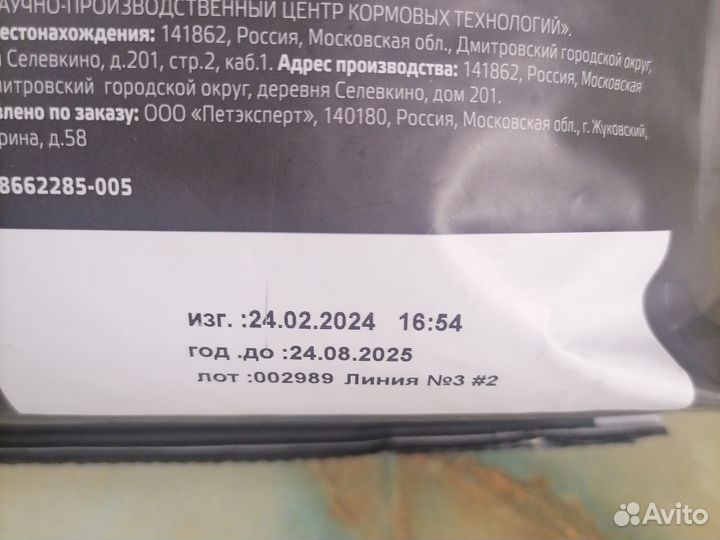 АУЧНО-ПРОИЗВОДСТВЕННЫЙ ЦЕНТР КОРМОВЫХ ТЕХНОЛОГИЙ».
естонахождения: 141862, Россия, Московская обл., Дмитровский городской округ,
Селевкино, д.201, стр.2, каб.1. Адрес производства: 141862, Россия, Московская
митровский городской округ, деревня Селевкино, дом 201.
влено по заказу: ООО «Петэксперт», 140180, Россия, Московская обл., г. Жуковский,
рина, д.58
8662285-005
изг. :24.02.2024 16:54
год .до :24.08.2025
лот :002989 Линия №3 #2
Avito